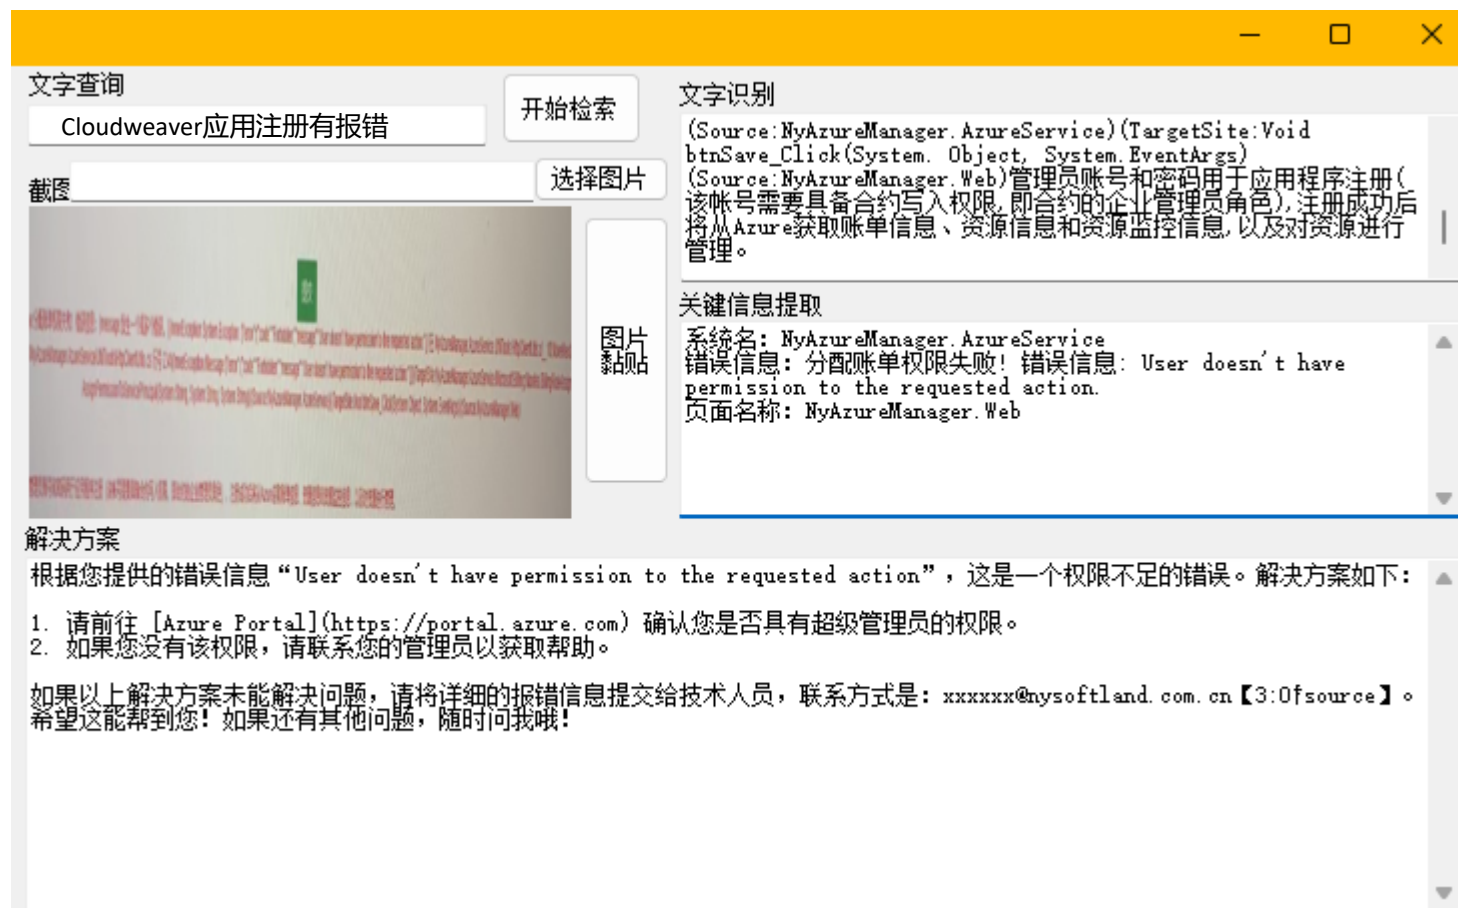 文字查询
Cloudweaver应用注册有报错
开始检索
截图
选择图片
图片
黏贴
文字识别
(Source:NyAzureManager.AzureService)(TargetSite:Void
btnSave_Click(System. Object, System.EventArgs)
(Source:NyAzureManager.Web)管理员账号和密码用于应用程序注册(
该帐号需要具备合约写入权限,即合约的企业管理员角色),注册成功后
将从Azure获取账单信息、资源信息和资源监控信息,以及对资源进行
管理。
关键信息提取
系统名: NyAzureManager.AzureService
错误信息: 分配账单权限失败! 错误信息: User doesn't have
permission to the requested action.
页面名称: NyAzureManager.Web
解决方案
根据您提供的错误信息“User doesn't have permission to the requested action”,这是一个权限不足的错误。解决方案如下:
1. 请前往 [Azure Portal](https://portal.azure.com) 确认您是否具有超级管理员的权限。
2. 如果您没有该权限,请联系您的管理员以获取帮助。
如果以上解决方案未能解决问题,请将详细的报错信息提交给技术人员,联系方式是: xxxxxx@nysoftland.com.cn【3:0†source】。
希望这能帮到您! 如果还有其他问题,随时问我哦!